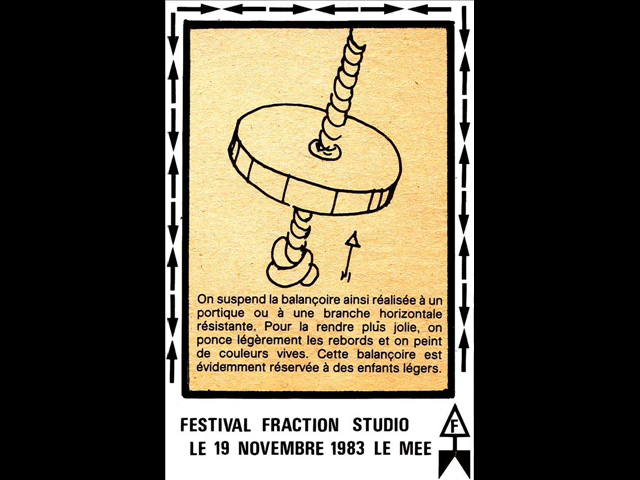 On suspend la balançoire ainsi réalisée à un
portique ou à une branche horizontale
résistante. Pour la rendre plus jolie, on
ponce légèrement les rebords et on peint
de couleurs vives. Cette balançoire est
évidemment réservée à des enfants légers.
FESTIVAL FRACTION STUDIO
LE 19 NOVEMBRE 1983 LE MEE
F